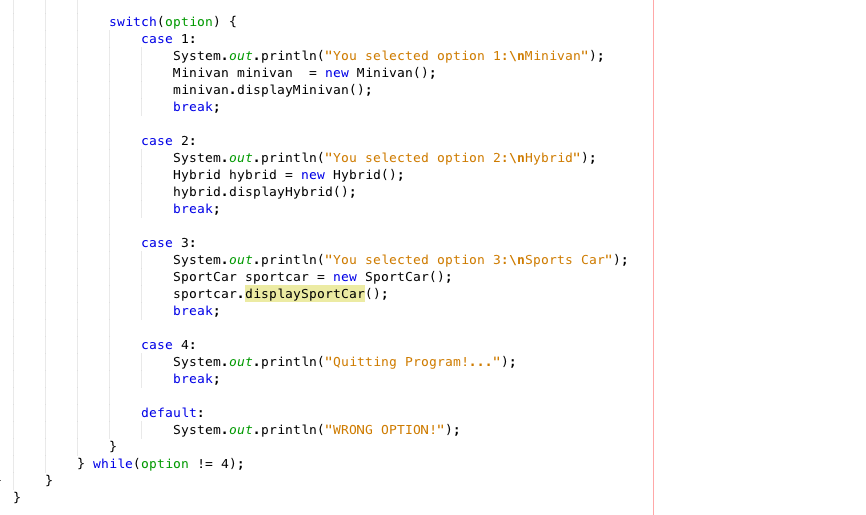 switch(option) {
case 1:
System.out.println("You selected option 1:\nMinivan");
Minivan minivan  = new Minivan();
minivan.displayMinivan();
break;
case 2:
System.out.println("You selected option 2:\nHybrid");
Hybrid hybrid = new Hybrid();
hybrid.displayHybrid();
break;
case 3:
System.out.println("You selected option 3:\nSports Car");
SportCar sportcar = new SportCar();
sportcar.displaySportCar();
break;
case 4:
System.out.println("Quitting Program!...");
break;
default:
System.out.println("WRONG OPTION!");
}
} while(option != 4);
}
}